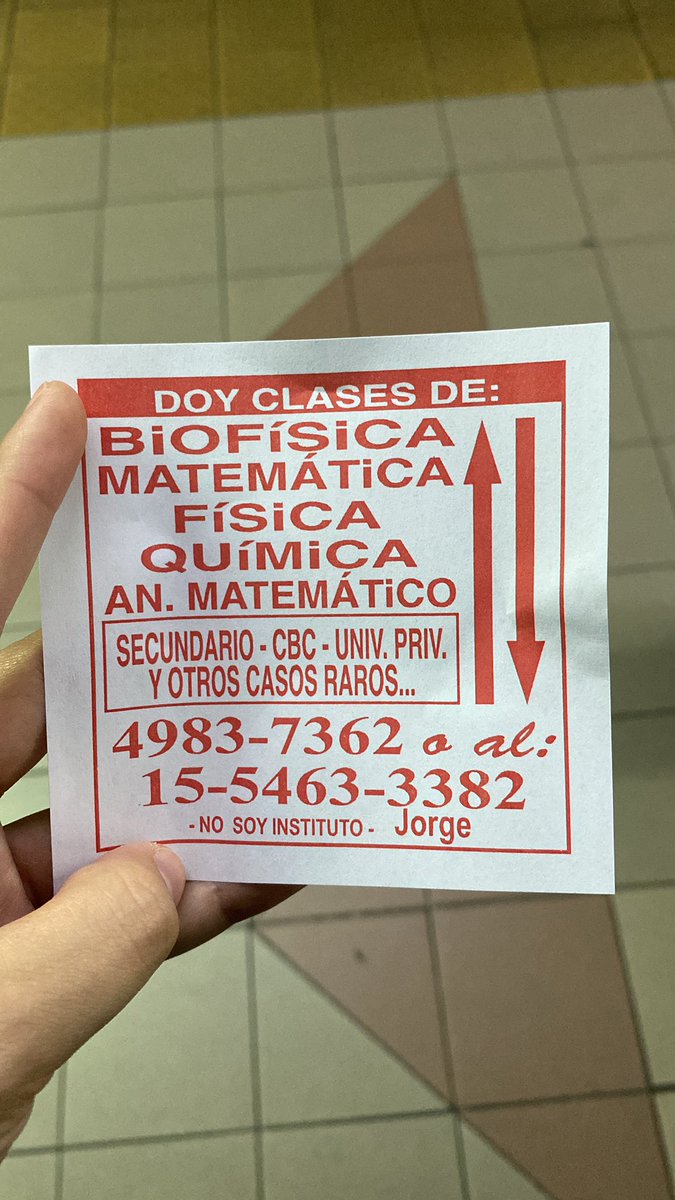 DOY CLASES DE:
BiOFíSiCA
MATEMÁTiCA
FíSiCA
QUíMiCA
AN. MATEMÁTiCO
SECUNDARIO - CBC - UNIV. PRIV.
Y OTROS CASOS RAROS...
4983-7362 o al:
15-5463-3382
- NO SOY INSTITUTO - Jorge